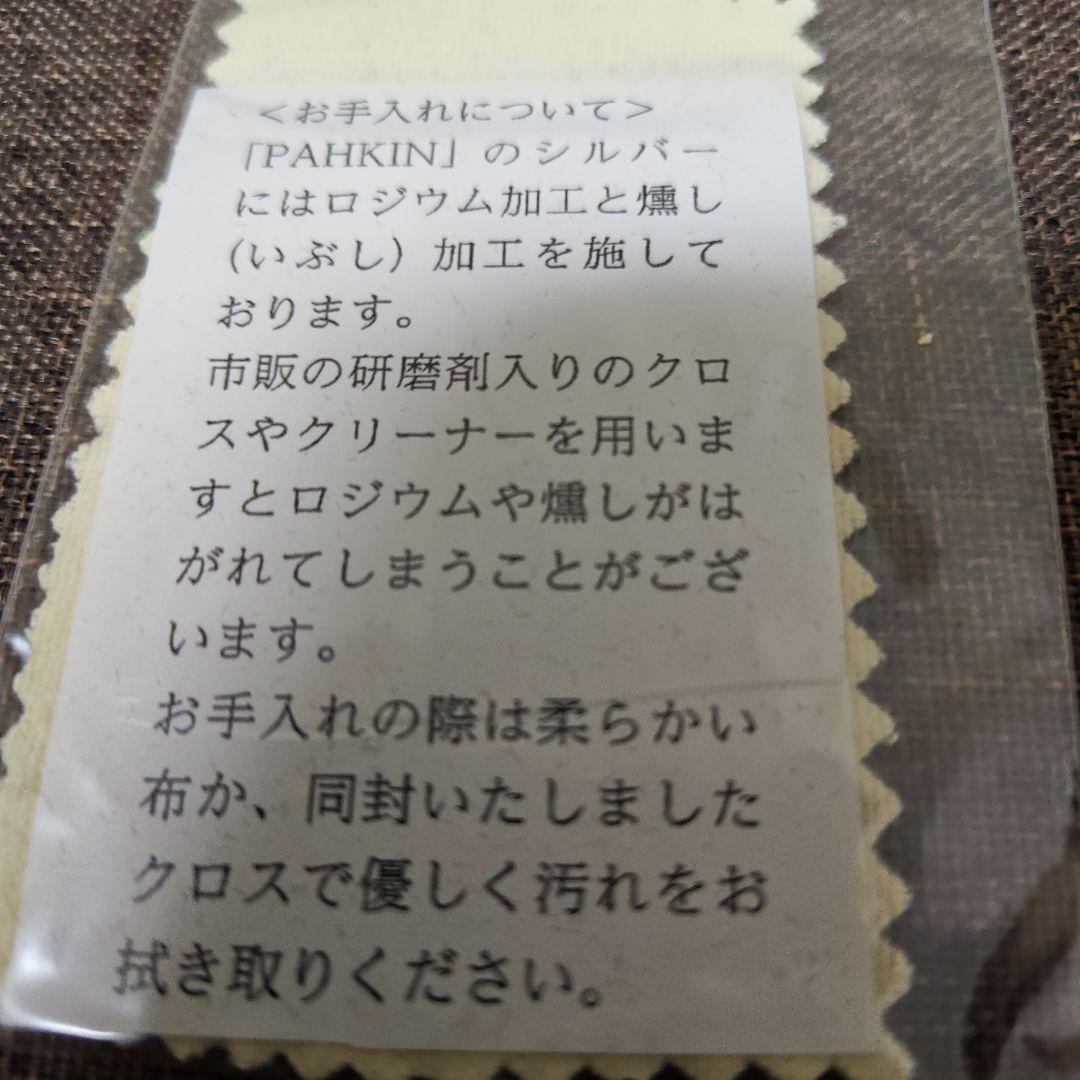 ＜お手入れについて＞
「PAHKIN」のシルバー
にはロジウム加工と燻し
(いぶし) 加工を施して
おります。
市販の研磨剤入りのクロ
スやクリーナーを用いま
すとロジウムや燻しがは
がれてしまうことがござ
います。
お手入れの際は柔らかい
布か、同封いたしました
クロスで優しく汚れをお
拭き取りください。